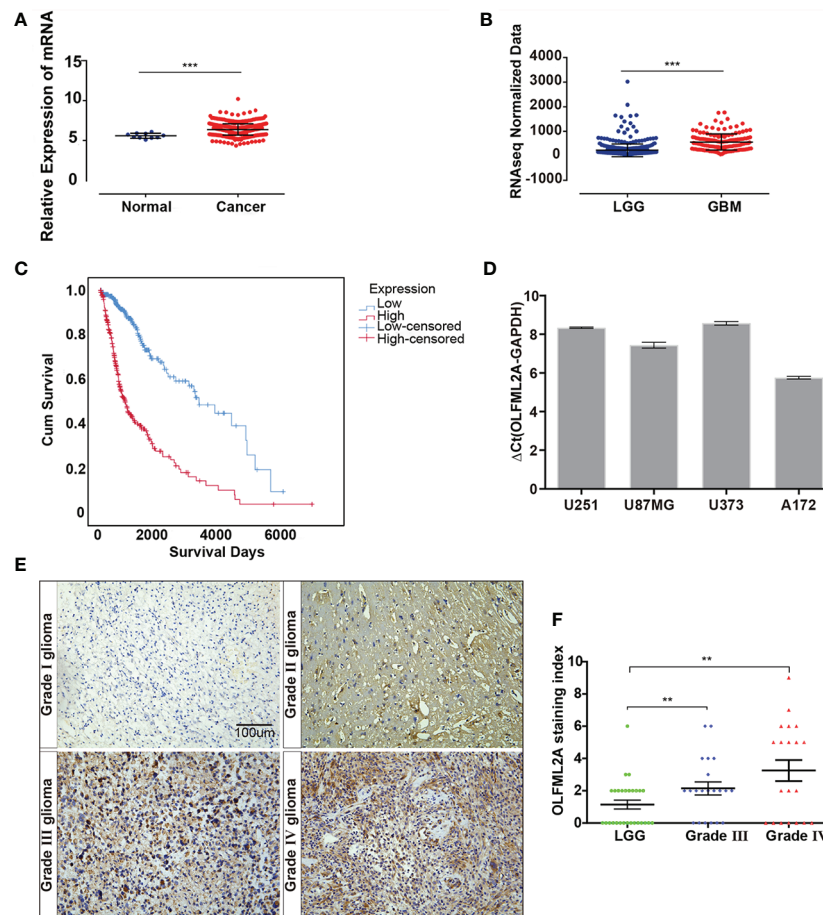 A
Relative Expression of mRNA
15
10
5
0
***
Normal
Cancer
B
RNAseq Normalized Data
4000
3000
2000
1000
0
-1000
***
LGG
GBM
C
Cum Survival
1.0
0.8
0.6
0.4
0.2
0
0
2000
4000
6000
Survival Days
Expression
Low
High
Low-censored
High-censored
D
ΔCt(OLFML2A-GAPDH)
10
8
6
4
2
0
U251
U87MG
U373
A172
E
Grade I glioma
100um
Grade II glioma
Grade III glioma
Grade IV glioma
F
OLFML2A staining index
10
8
6
4
2
0
**
**
LGG
Grade III
Grade IV